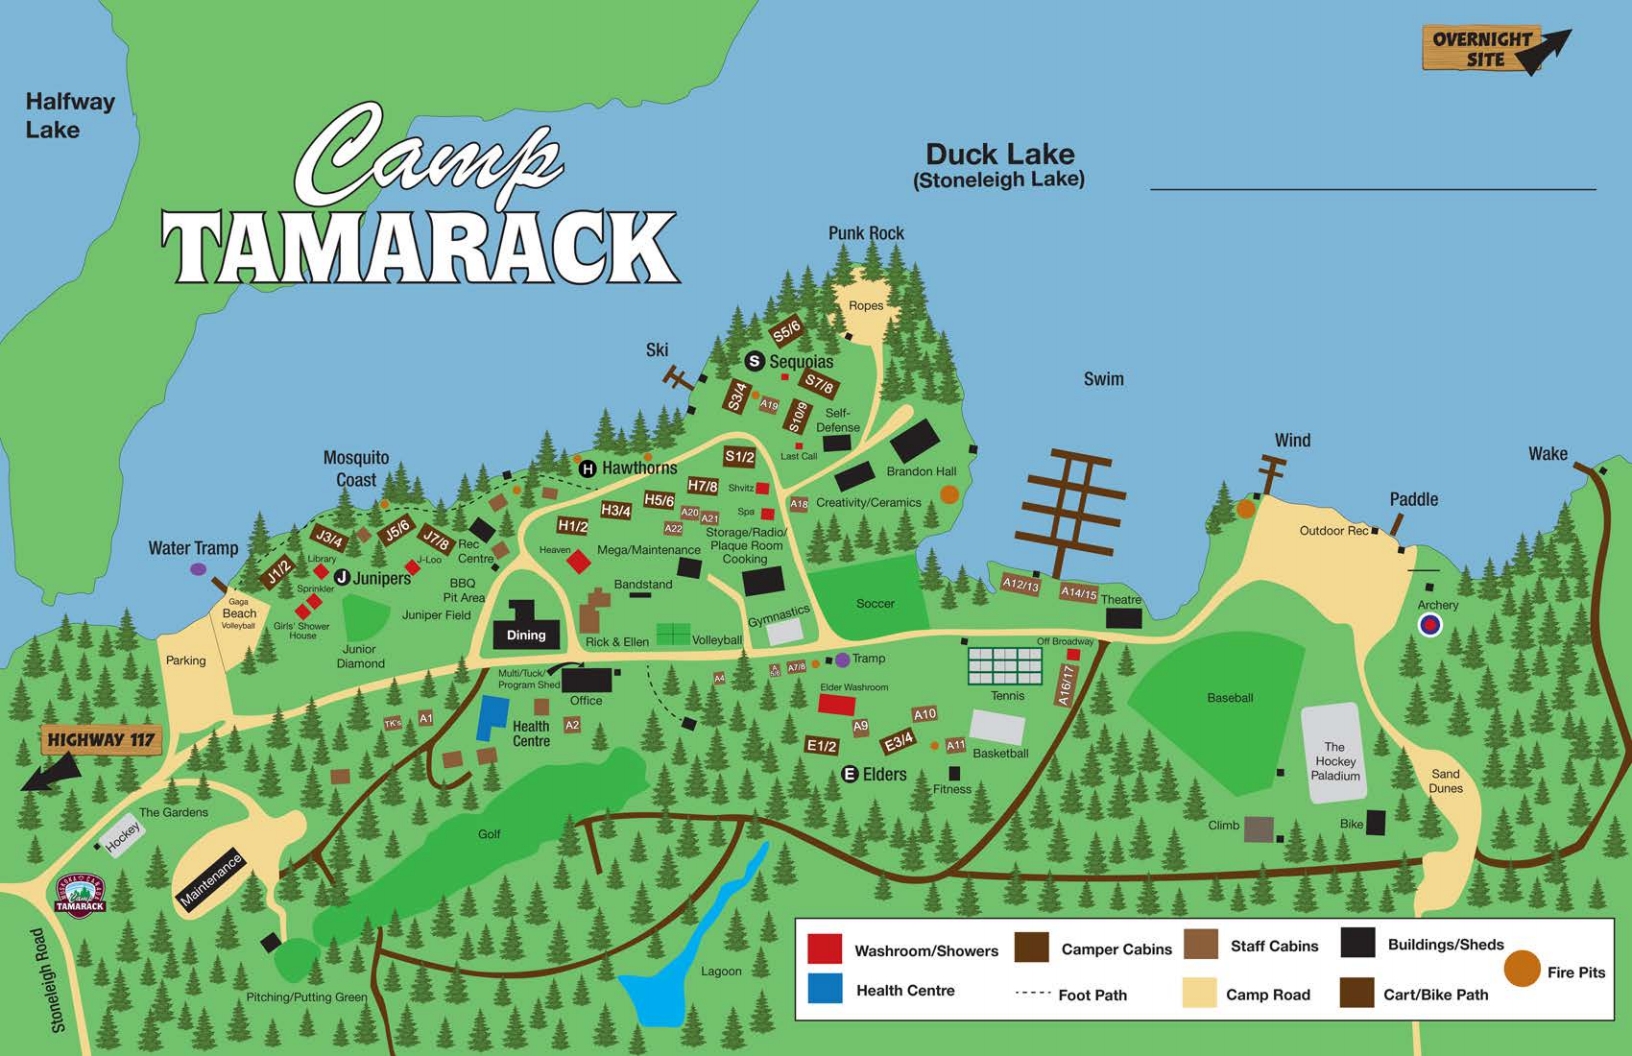 OVERNIGHT
SITE
Halfway
Lake
Camp
TAMARACK
Duck Lake
(Stoneleigh Lake)
Punk Rock
Ropes
S5/6
Ski
S Sequoias
S7/8
Swim
S3/4
A19
S10/9
Self-
Defense
Wind
Wake
Mosquito
Coast
H Hawthorns
S1/2
Last Call
Brandon Hall
H7/8
Shvitz
Paddle
H5/6
A18
Creativity/Ceramics
H3/4
A20
A21
Spa
J3/4
J5/6
J7/8
H1/2
A22
Storage/Radio/
Plaque Room
Cooking
Outdoor Rec
Water Tramp
Rec
Centre
Heaven
Mega/Maintenance
Library
J-Loo
J1/2
J Junipers
Sprinkler
BBQ
Pit Area
Bandstand
A12/13
A14/15
Theatre
Gaga
Beach
Volleyball
Juniper Field
Soccer
Archery
Girls' Shower
House
Gymnastics
Dining
Rick & Ellen
Volleyball
Off Broadway
Junior
Diamond
Parking
Multi/Tuck/
Program Shed
Office
A4
A7/8
Tramp
Tennis
A16/17
Elder Washroom
Baseball
TK's
A1
Health
Centre
A2
A9
A10
HIGHWAY 117
E1/2
E3/4
A11
Basketball
The
Hockey
Paladium
E Elders
Fitness
Sand
Dunes
The Gardens
Hockey
Golf
Climb
Bike
Maintenance
TAMARACK
Stoneleigh Road
Lagoon
Pitching/Putting Green
Washroom/Showers
Camper Cabins
Staff Cabins
Buildings/Sheds
Fire Pits
Health Centre
Foot Path
Camp Road
Cart/Bike Path